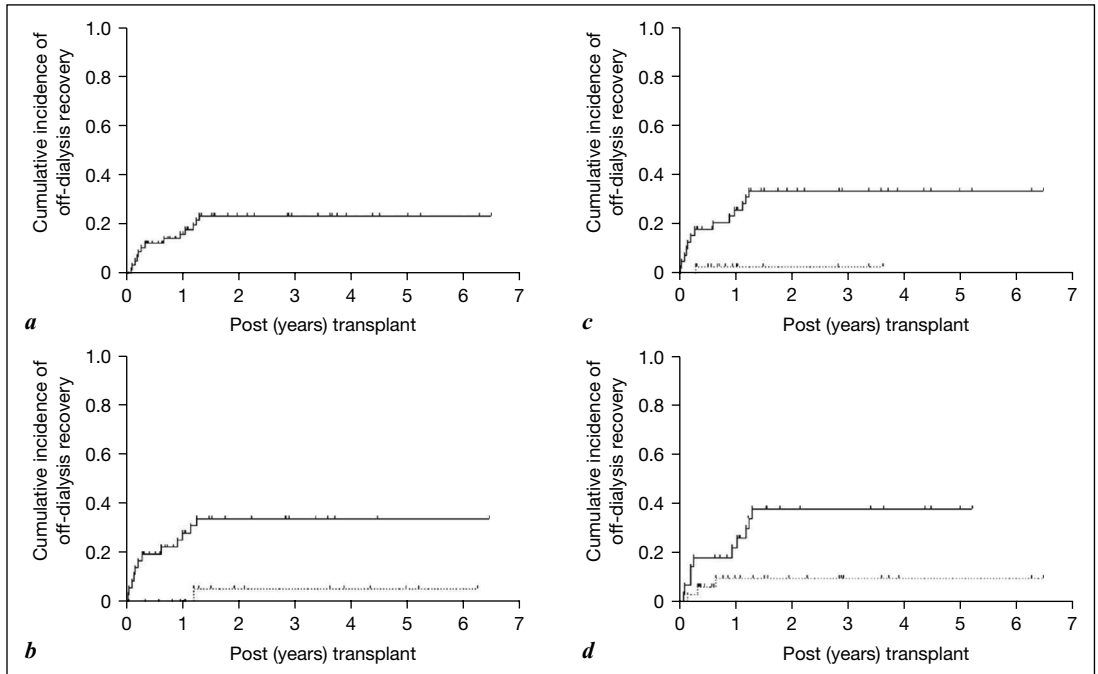 Cumulative incidence of
off-dialysis recovery
1.0
0.8
0.6
0.4
0.2
0
0 1 2 3 4 5 6 7
Post (years) transplant
a
Cumulative incidence of
off-dialysis recovery
1.0
0.8
0.6
0.4
0.2
0
0 1 2 3 4 5 6 7
Post (years) transplant
c
Cumulative incidence of
off-dialysis recovery
1.0
0.8
0.6
0.4
0.2
0
0 1 2 3 4 5 6 7
Post (years) transplant
b
Cumulative incidence of
off-dialysis recovery
1.0
0.8
0.6
0.4
0.2
0
0 1 2 3 4 5 6 7
Post (years) transplant
d